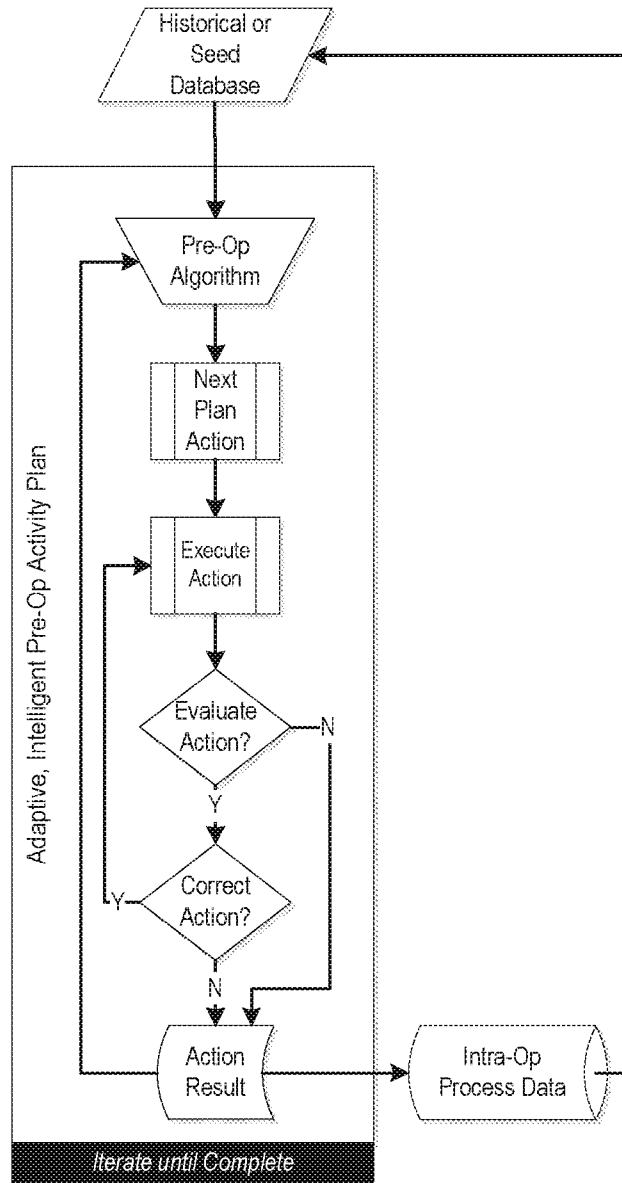 Historical or
Seed
Database
Adaptive, Intelligent Pre-Op Activity Plan
Pre-Op
Algorithm
Next
Plan
Action
Execute
Action
Evaluate
Action?
N
Y
Correct
Action?
Y
N
Action
Result
Intra-Op
Process Data
Iterate until Complete